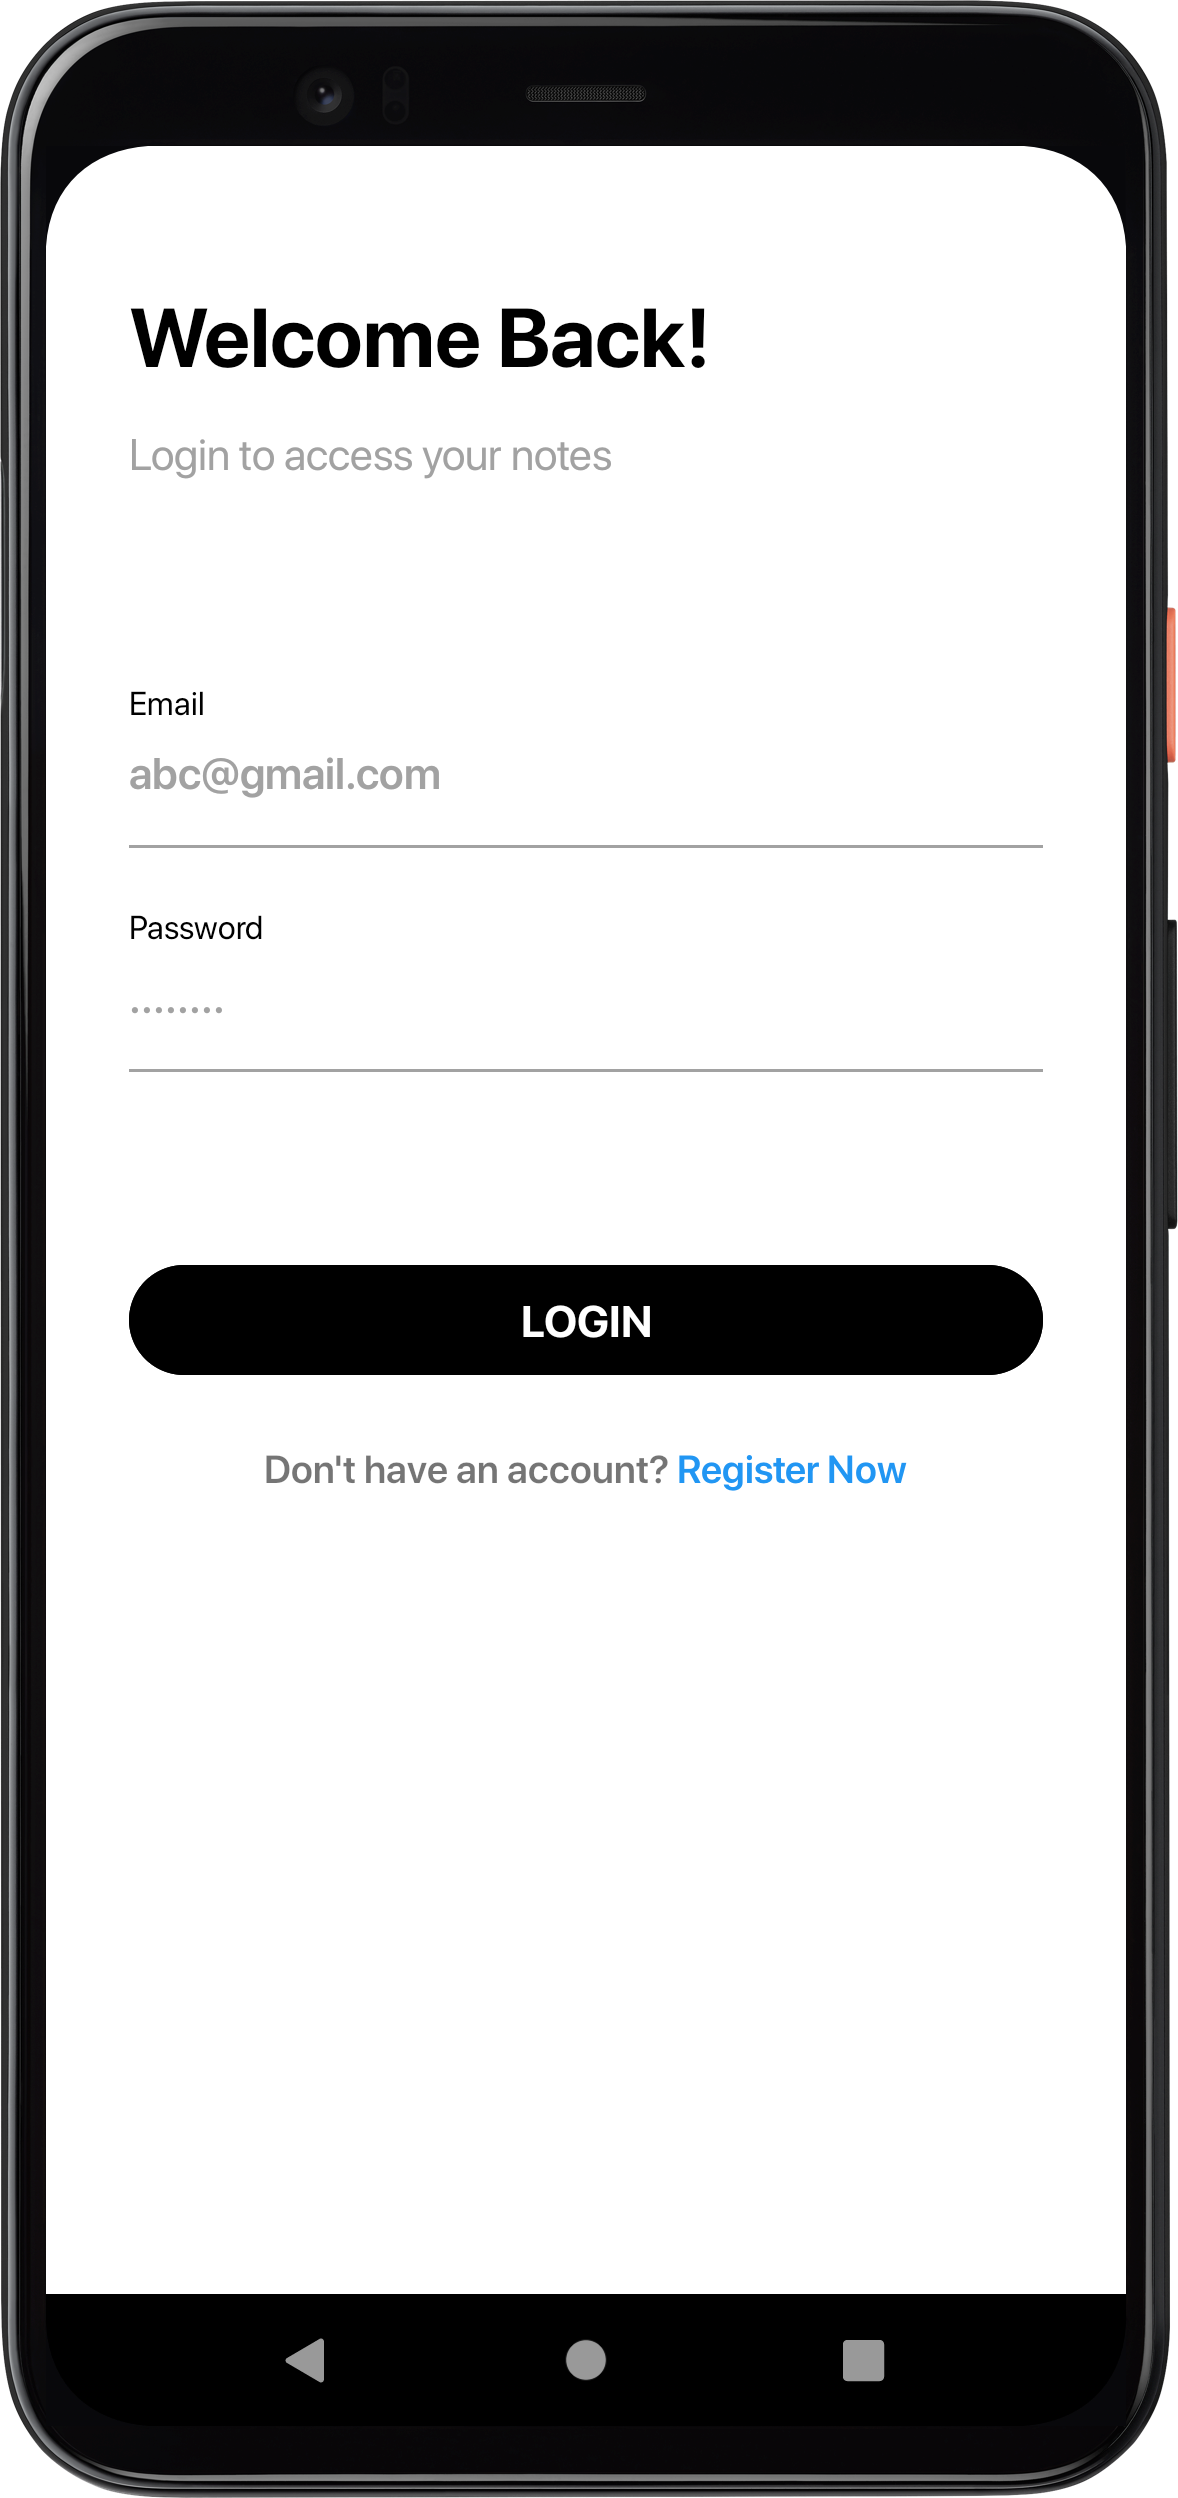 Welcome Back!
Login to access your notes
Email
abc@gmail.com
Password
••••••••
LOGIN
Don't have an account? Register Now